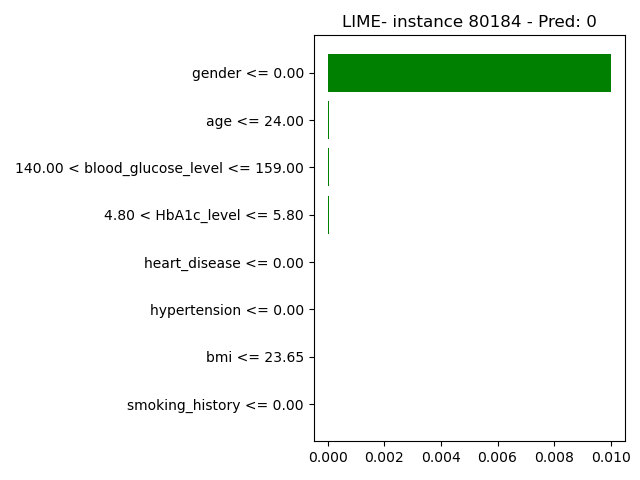 LIME- instance 80184 - Pred: 0
gender <= 0.00
age <= 24.00
140.00 < blood_glucose_level <= 159.00
4.80 < HbA1c_level <= 5.80
heart_disease <= 0.00
hypertension <= 0.00
bmi <= 23.65
smoking_history <= 0.00
0.000 0.002 0.004 0.006 0.008 0.010